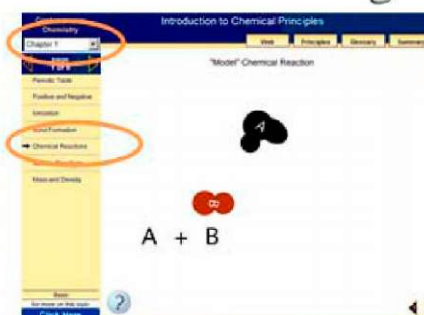 Chemistry
Introduction to Chemical Principles
Chapter 1
Web Principles Glossary Summary
"Model" Chemical Reaction
Periodic Table
Positive and Negative
Ionization
Bond Formation
Chemical Reactions
Mass and Density
A
B
A + B
Click Here
?